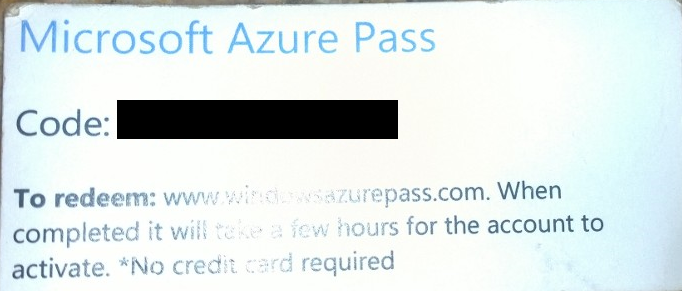 Microsoft Azure Pass
Code:
To redeem: www.windowsazurepass.com. When
completed it will take a few hours for the account to
activate. *No credit card required